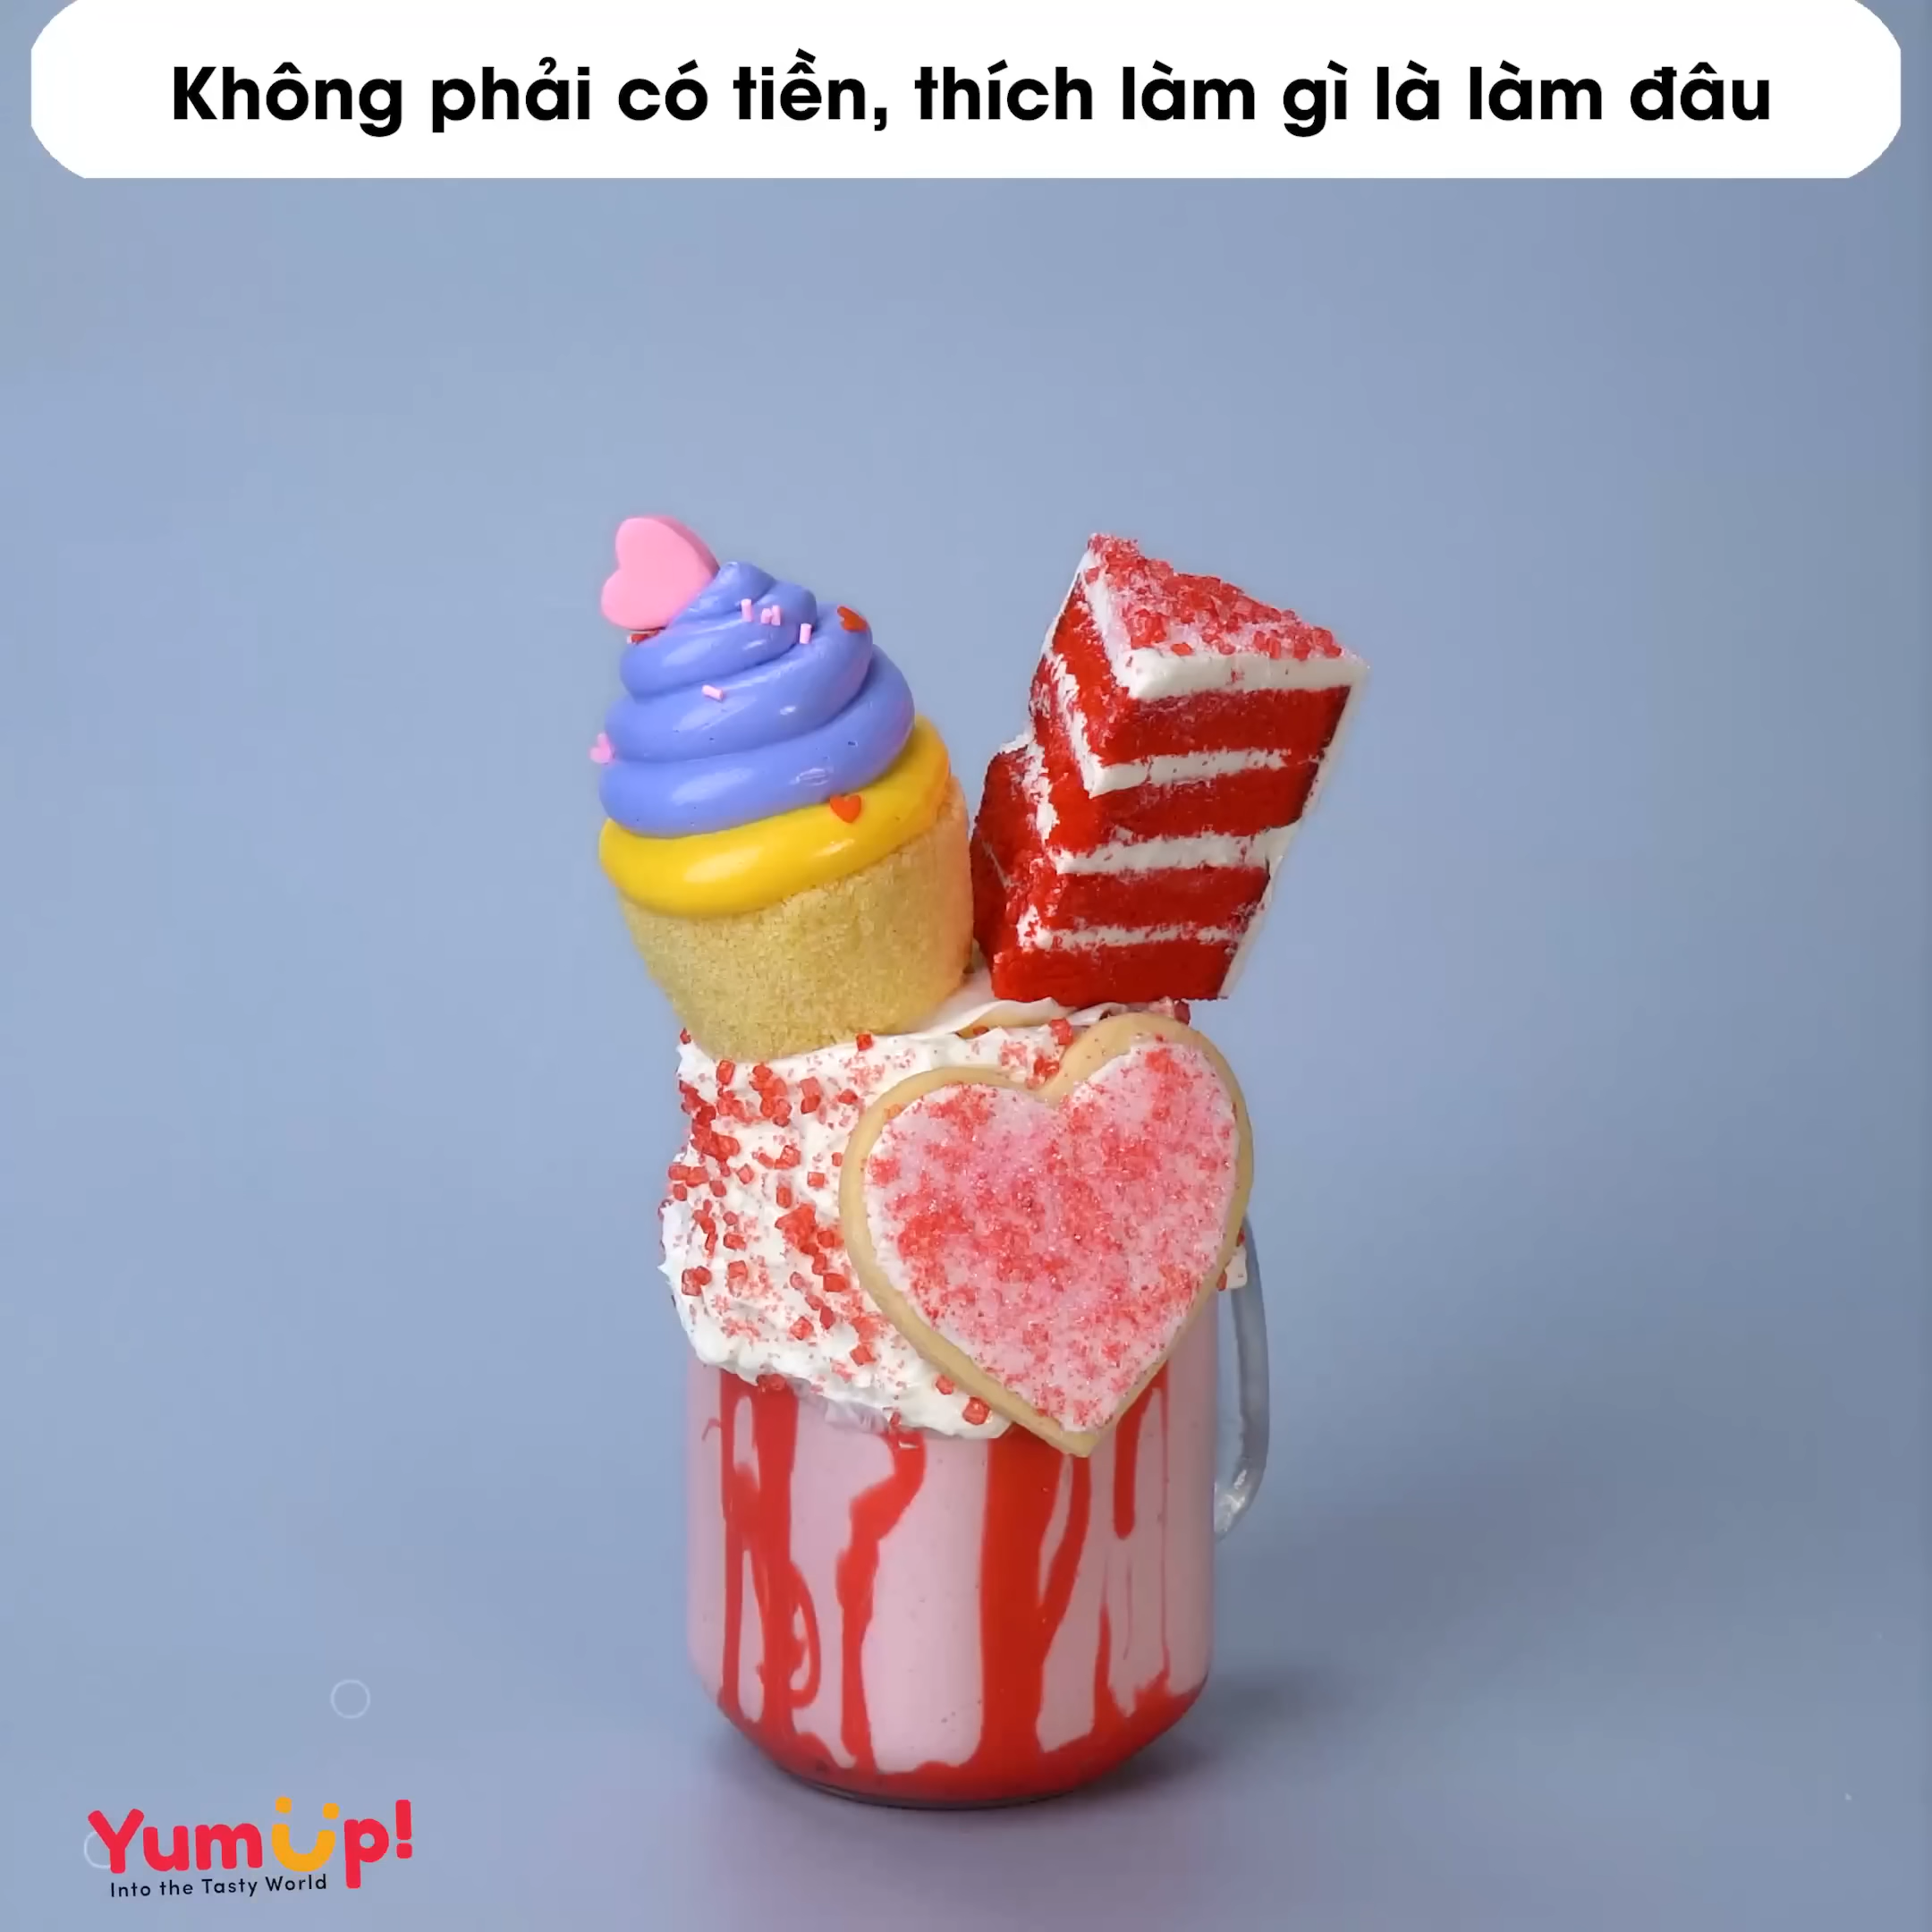 Không phải có tiền, thích làm gì là làm đâu
YumUp!
Into the Tasty World